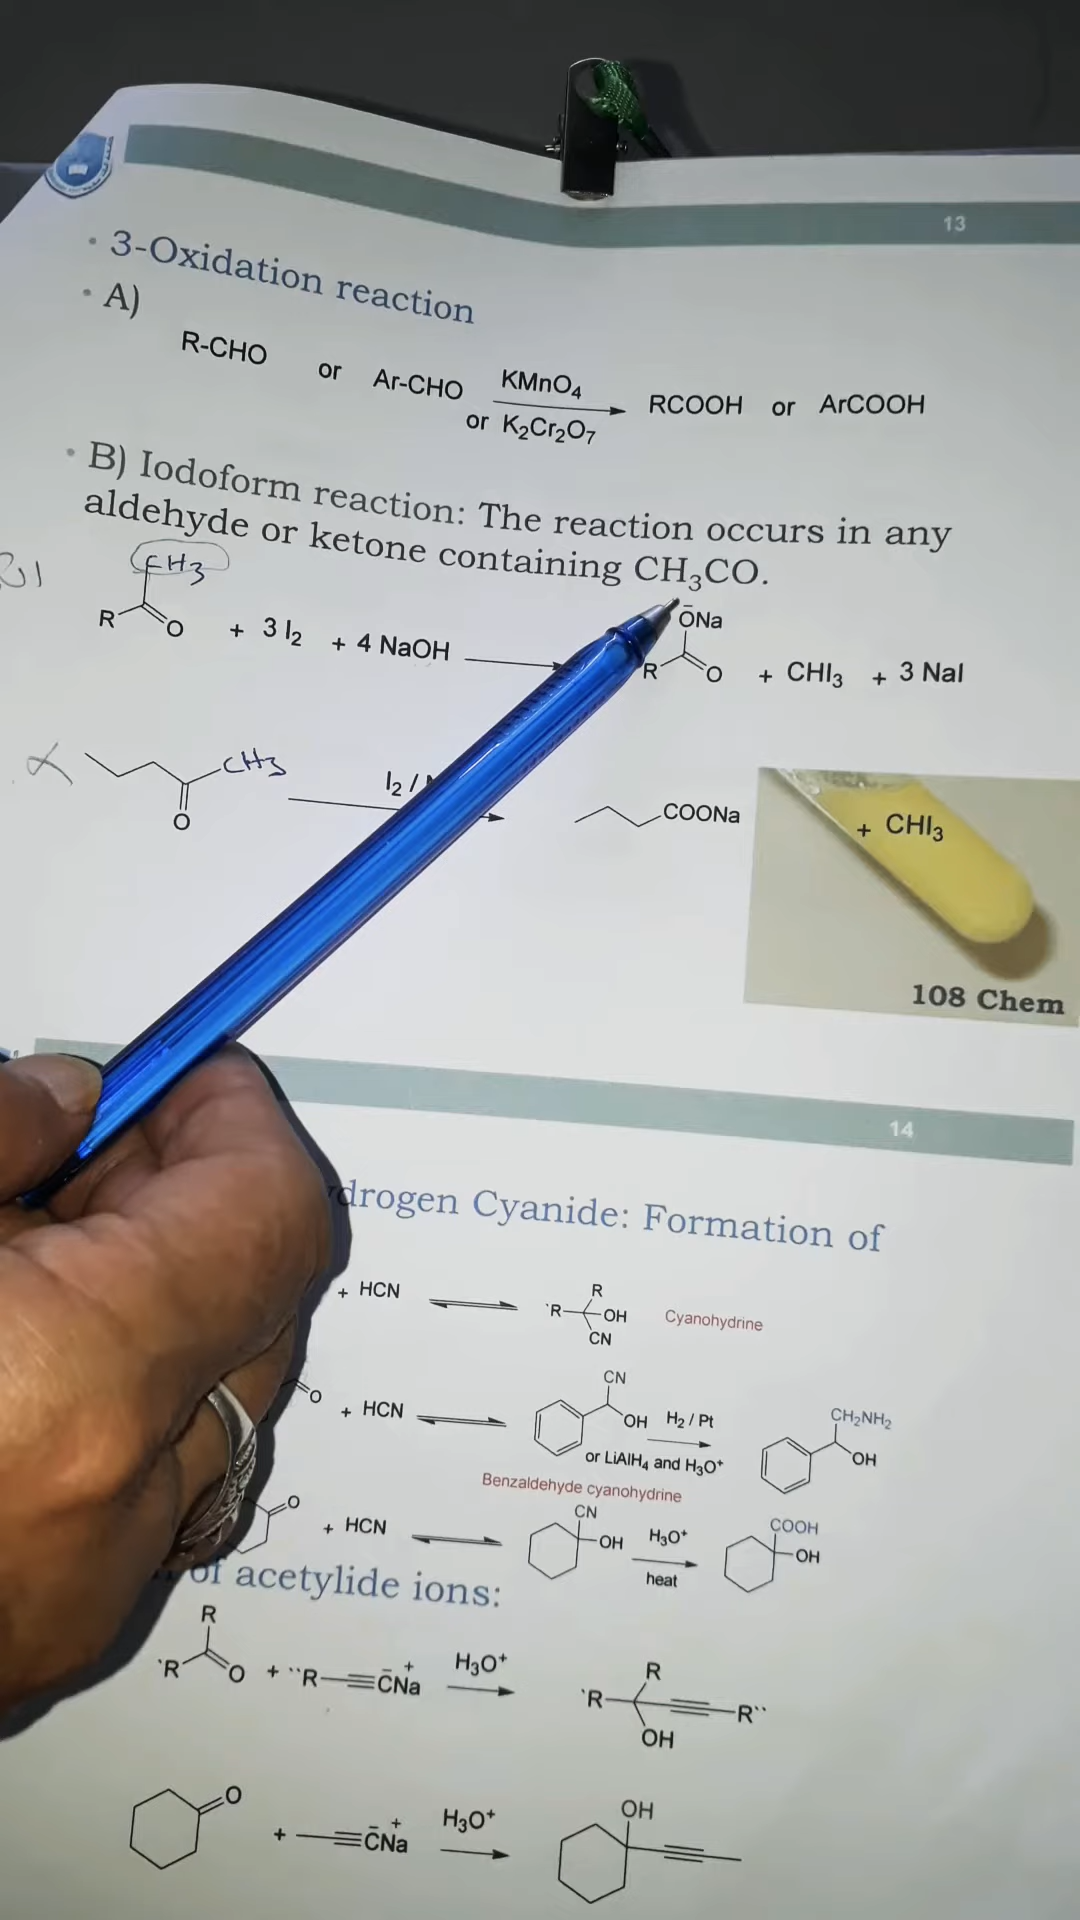 13
• 3-Oxidation reaction
• A)
R-CHO or Ar-CHO KMnO4 or K2Cr2O7 RCOOH or ArCOOH
• B) Iodoform reaction: The reaction occurs in any
aldehyde or ketone containing CH3CO.
CH3
R O + 3 I2 + 4 NaOH
ŌNa
R O + CHI3 + 3 NaI
CH3
O
I2 /
COONa + CHI3
108 Chem
14
drogen Cyanide: Formation of
+ HCN
R
'R OH
CN
Cyanohydrine
O + HCN
CN
OH
H2 / Pt
or LiAlH4 and H3O+
CH2NH2
OH
Benzaldehyde cyanohydrine
O + HCN
CN
OH
H3O+
heat
COOH
OH
of acetylide ions:
R
'R O + ''R C̄Na+ H3O+
R
'R R''
OH
O
+ C̄Na+ H3O+
OH